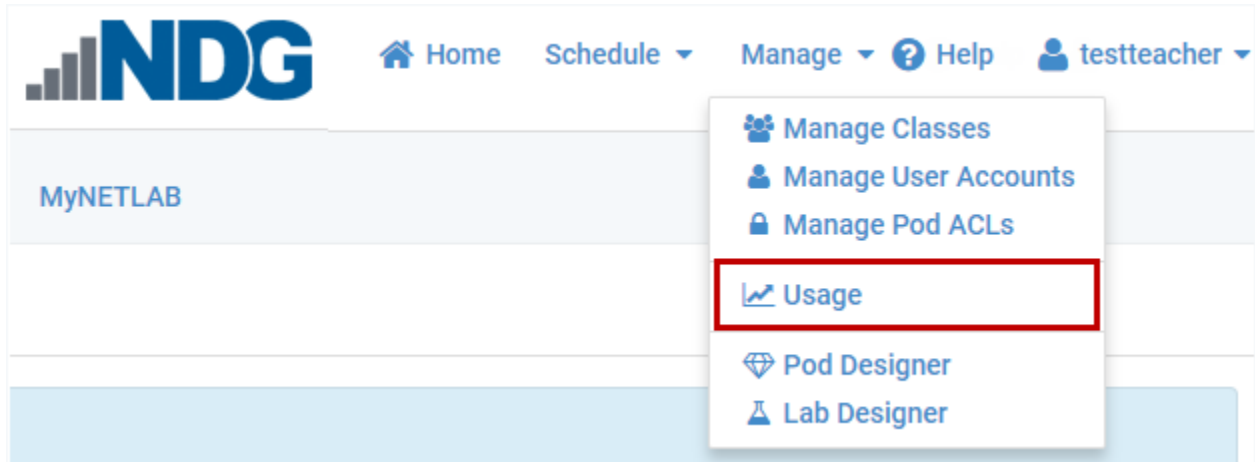 NDG Home Schedule Manage Help testteacher
Manage Classes
Manage User Accounts
MyNETLAB
Manage Pod ACLs
Usage
Pod Designer
Lab Designer